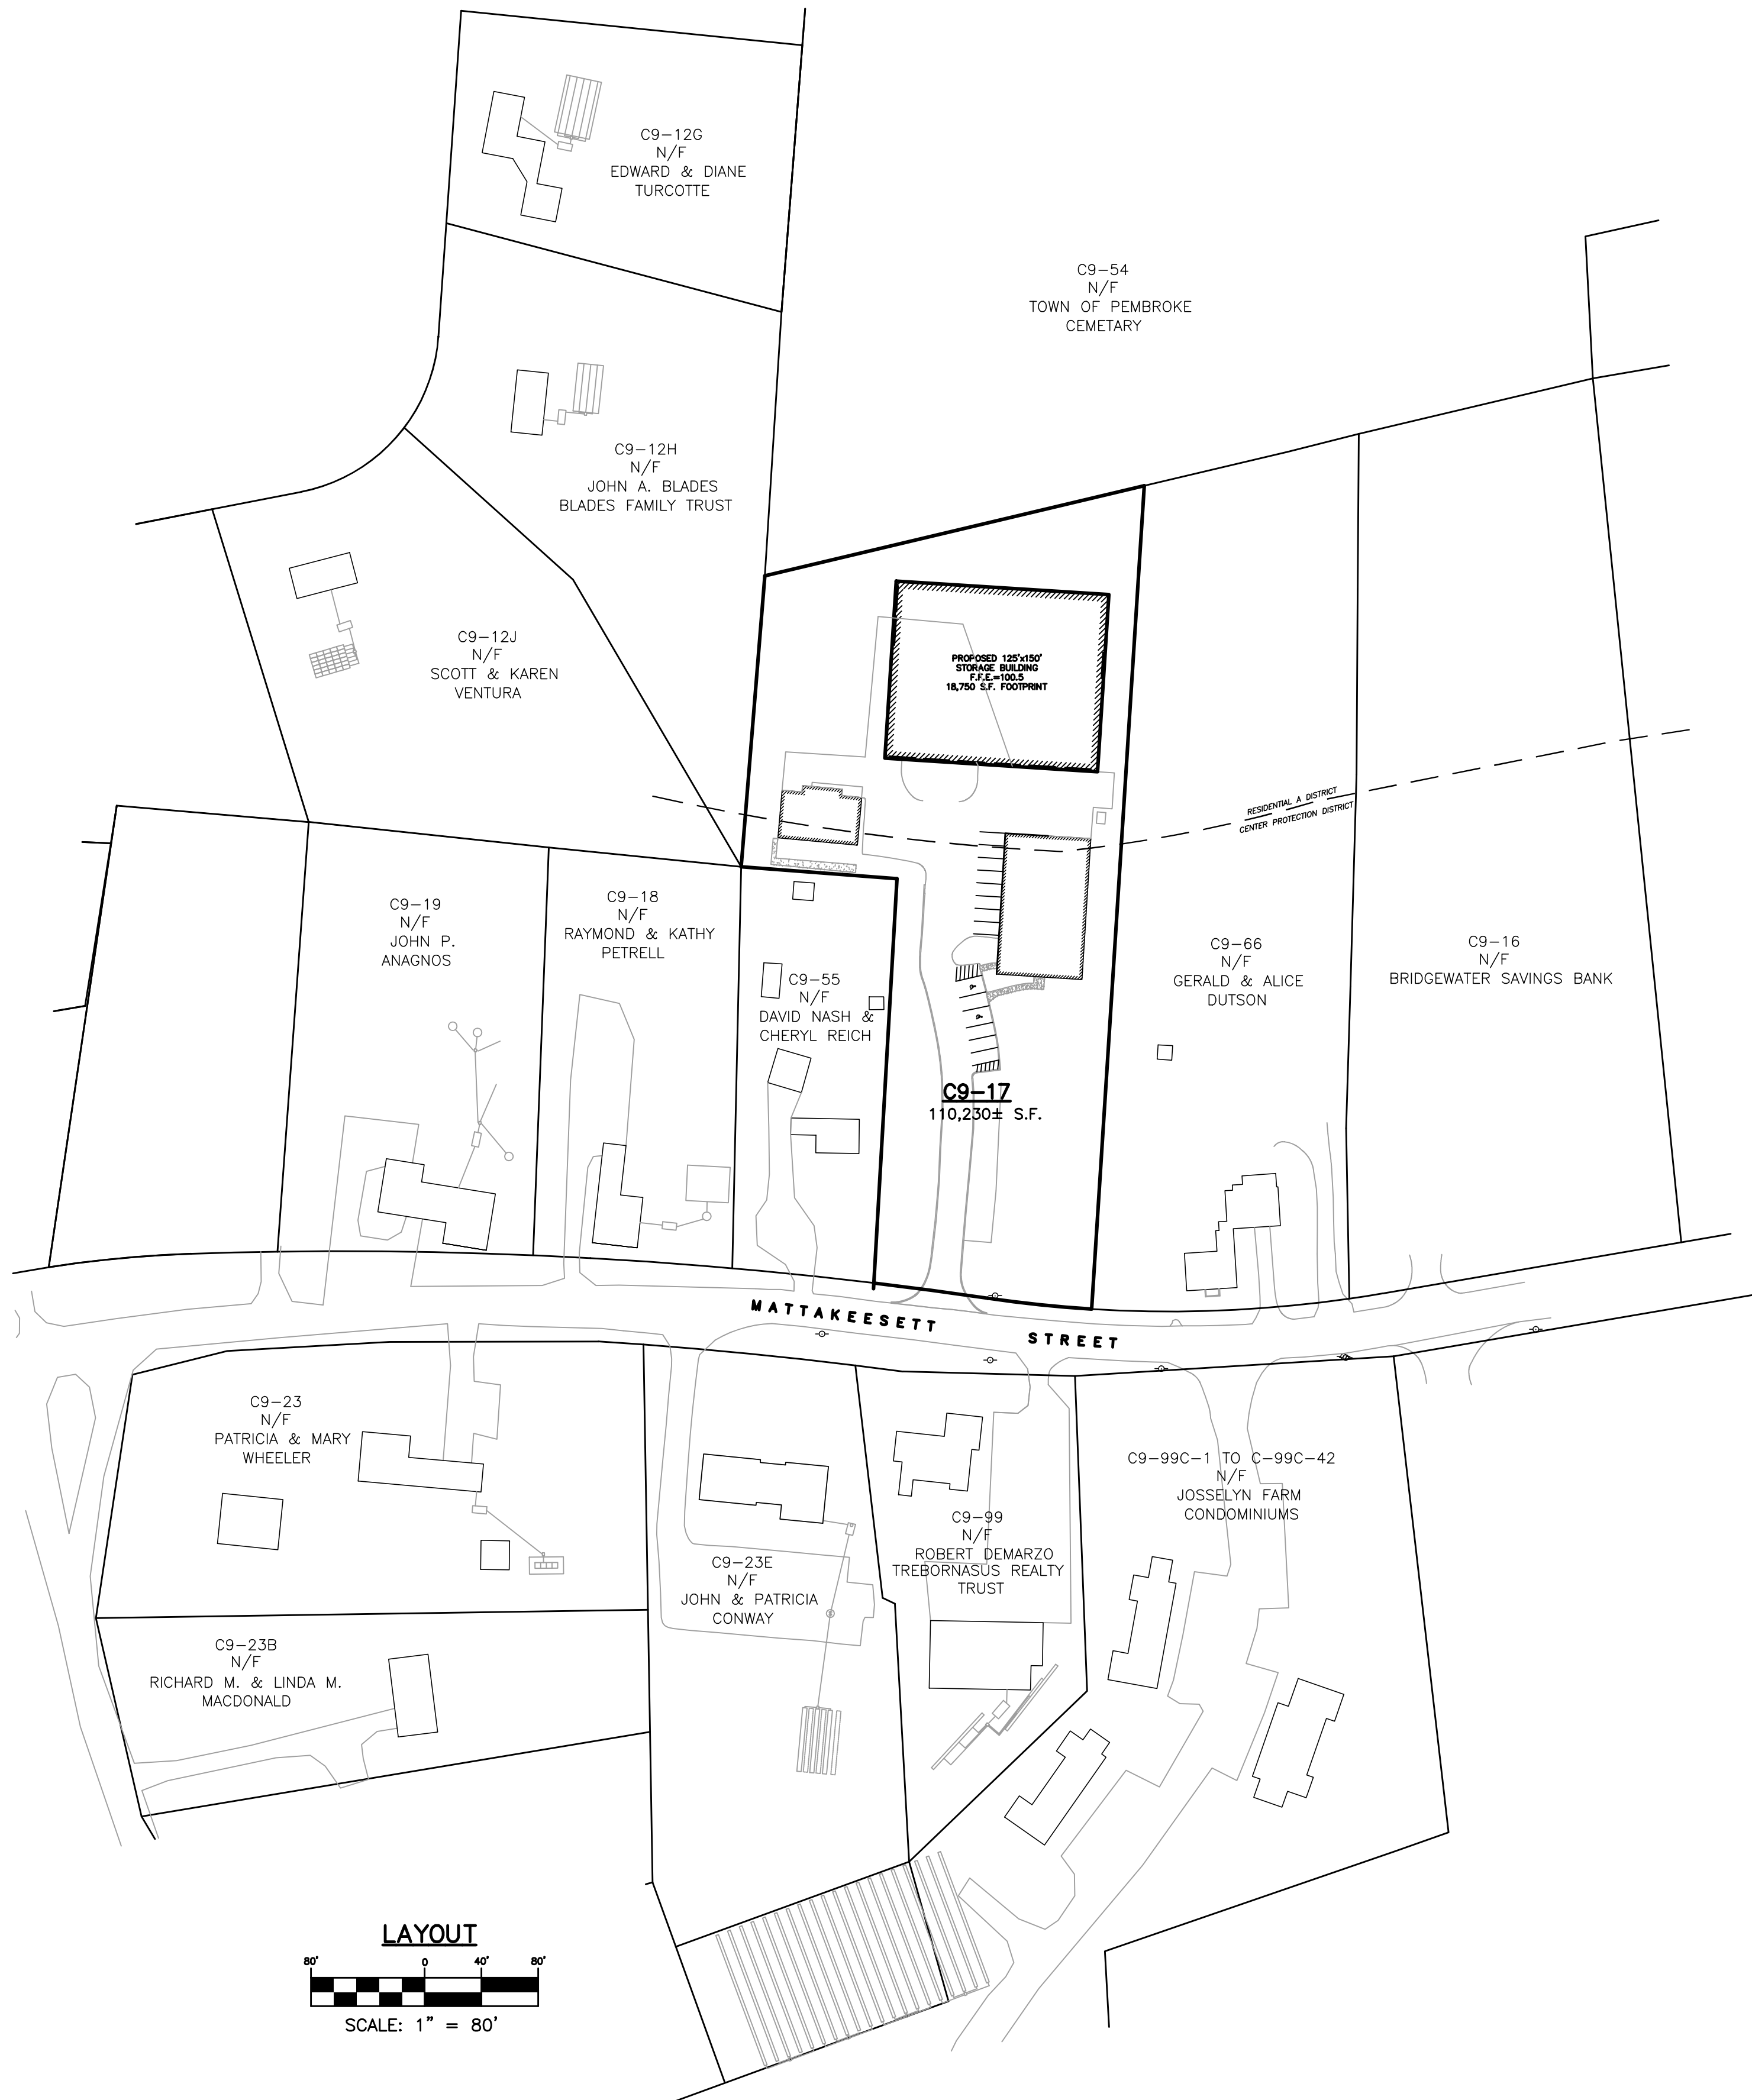 C9-12G
N/F
EDWARD & DIANE
TURCOTTE
C9-54
N/F
TOWN OF PEMBROKE
CEMETARY
C9-12H
N/F
JOHN A. BLADES
BLADES FAMILY TRUST
C9-12J
N/F
SCOTT & KAREN
VENTURA
PROPOSED 125'x150'
STORAGE BUILDING
F.F.E.=100.5
18,750 S.F. FOOTPRINT
RESIDENTIAL A DISTRICT
CENTER PROTECTION DISTRICT
C9-19
N/F
JOHN P.
ANAGNOS
C9-18
N/F
RAYMOND & KATHY
PETRELL
C9-55
N/F
DAVID NASH &
CHERYL REICH
C9-66
N/F
GERALD & ALICE
DUTSON
C9-16
N/F
BRIDGEWATER SAVINGS BANK
C9-17
110,230± S.F.
MATTAKEESETT STREET
C9-23
N/F
PATRICIA & MARY
WHEELER
C9-99C-1 TO C-99C-42
N/F
JOSSELYN FARM
CONDOMINIUMS
C9-99
N/F
ROBERT DEMARZO
TREBORNASUS REALTY
TRUST
C9-23E
N/F
JOHN & PATRICIA
CONWAY
C9-23B
N/F
RICHARD M. & LINDA M.
MACDONALD
LAYOUT
80' 0 40' 80'
SCALE: 1" = 80'